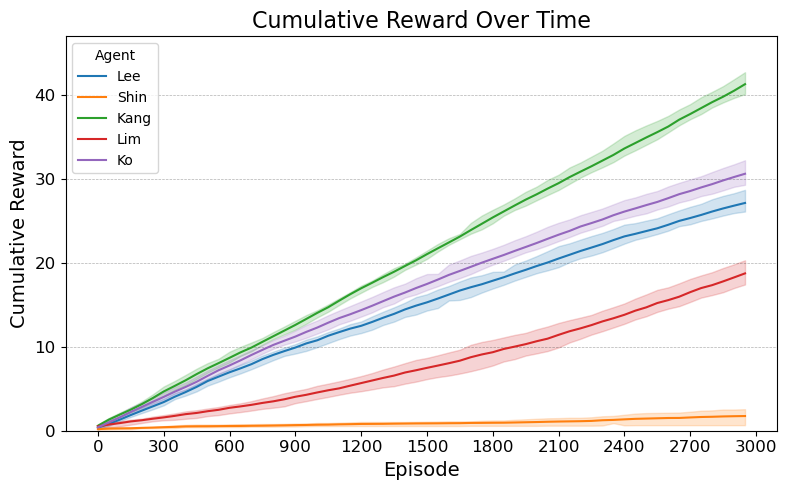 Cumulative Reward Over Time
Agent
Lee
Shin
Kang
Lim
Ko
Cumulative Reward
40
30
20
10
0
0 300 600 900 1200 1500 1800 2100 2400 2700 3000
Episode